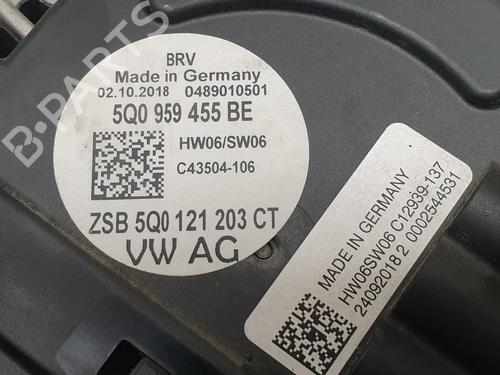 BRV
Made in Germany
02.10.2018 0489010501
5Q0 959 455 BE
HW06/SW06
C43504-106
ZSB 5Q0 121 203 CT
VW AG
MADE IN GERMANY
HW06SW06 C12939-137
24092018 2 0002544531
B-PARTS